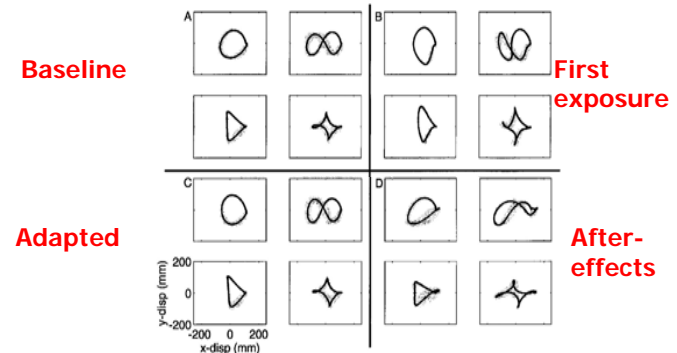 A
B
Baseline
First
exposure
C
D
Adapted
After-
effects
200
0
-200
y-disp (mm)
-200 0 200
x-disp (mm)